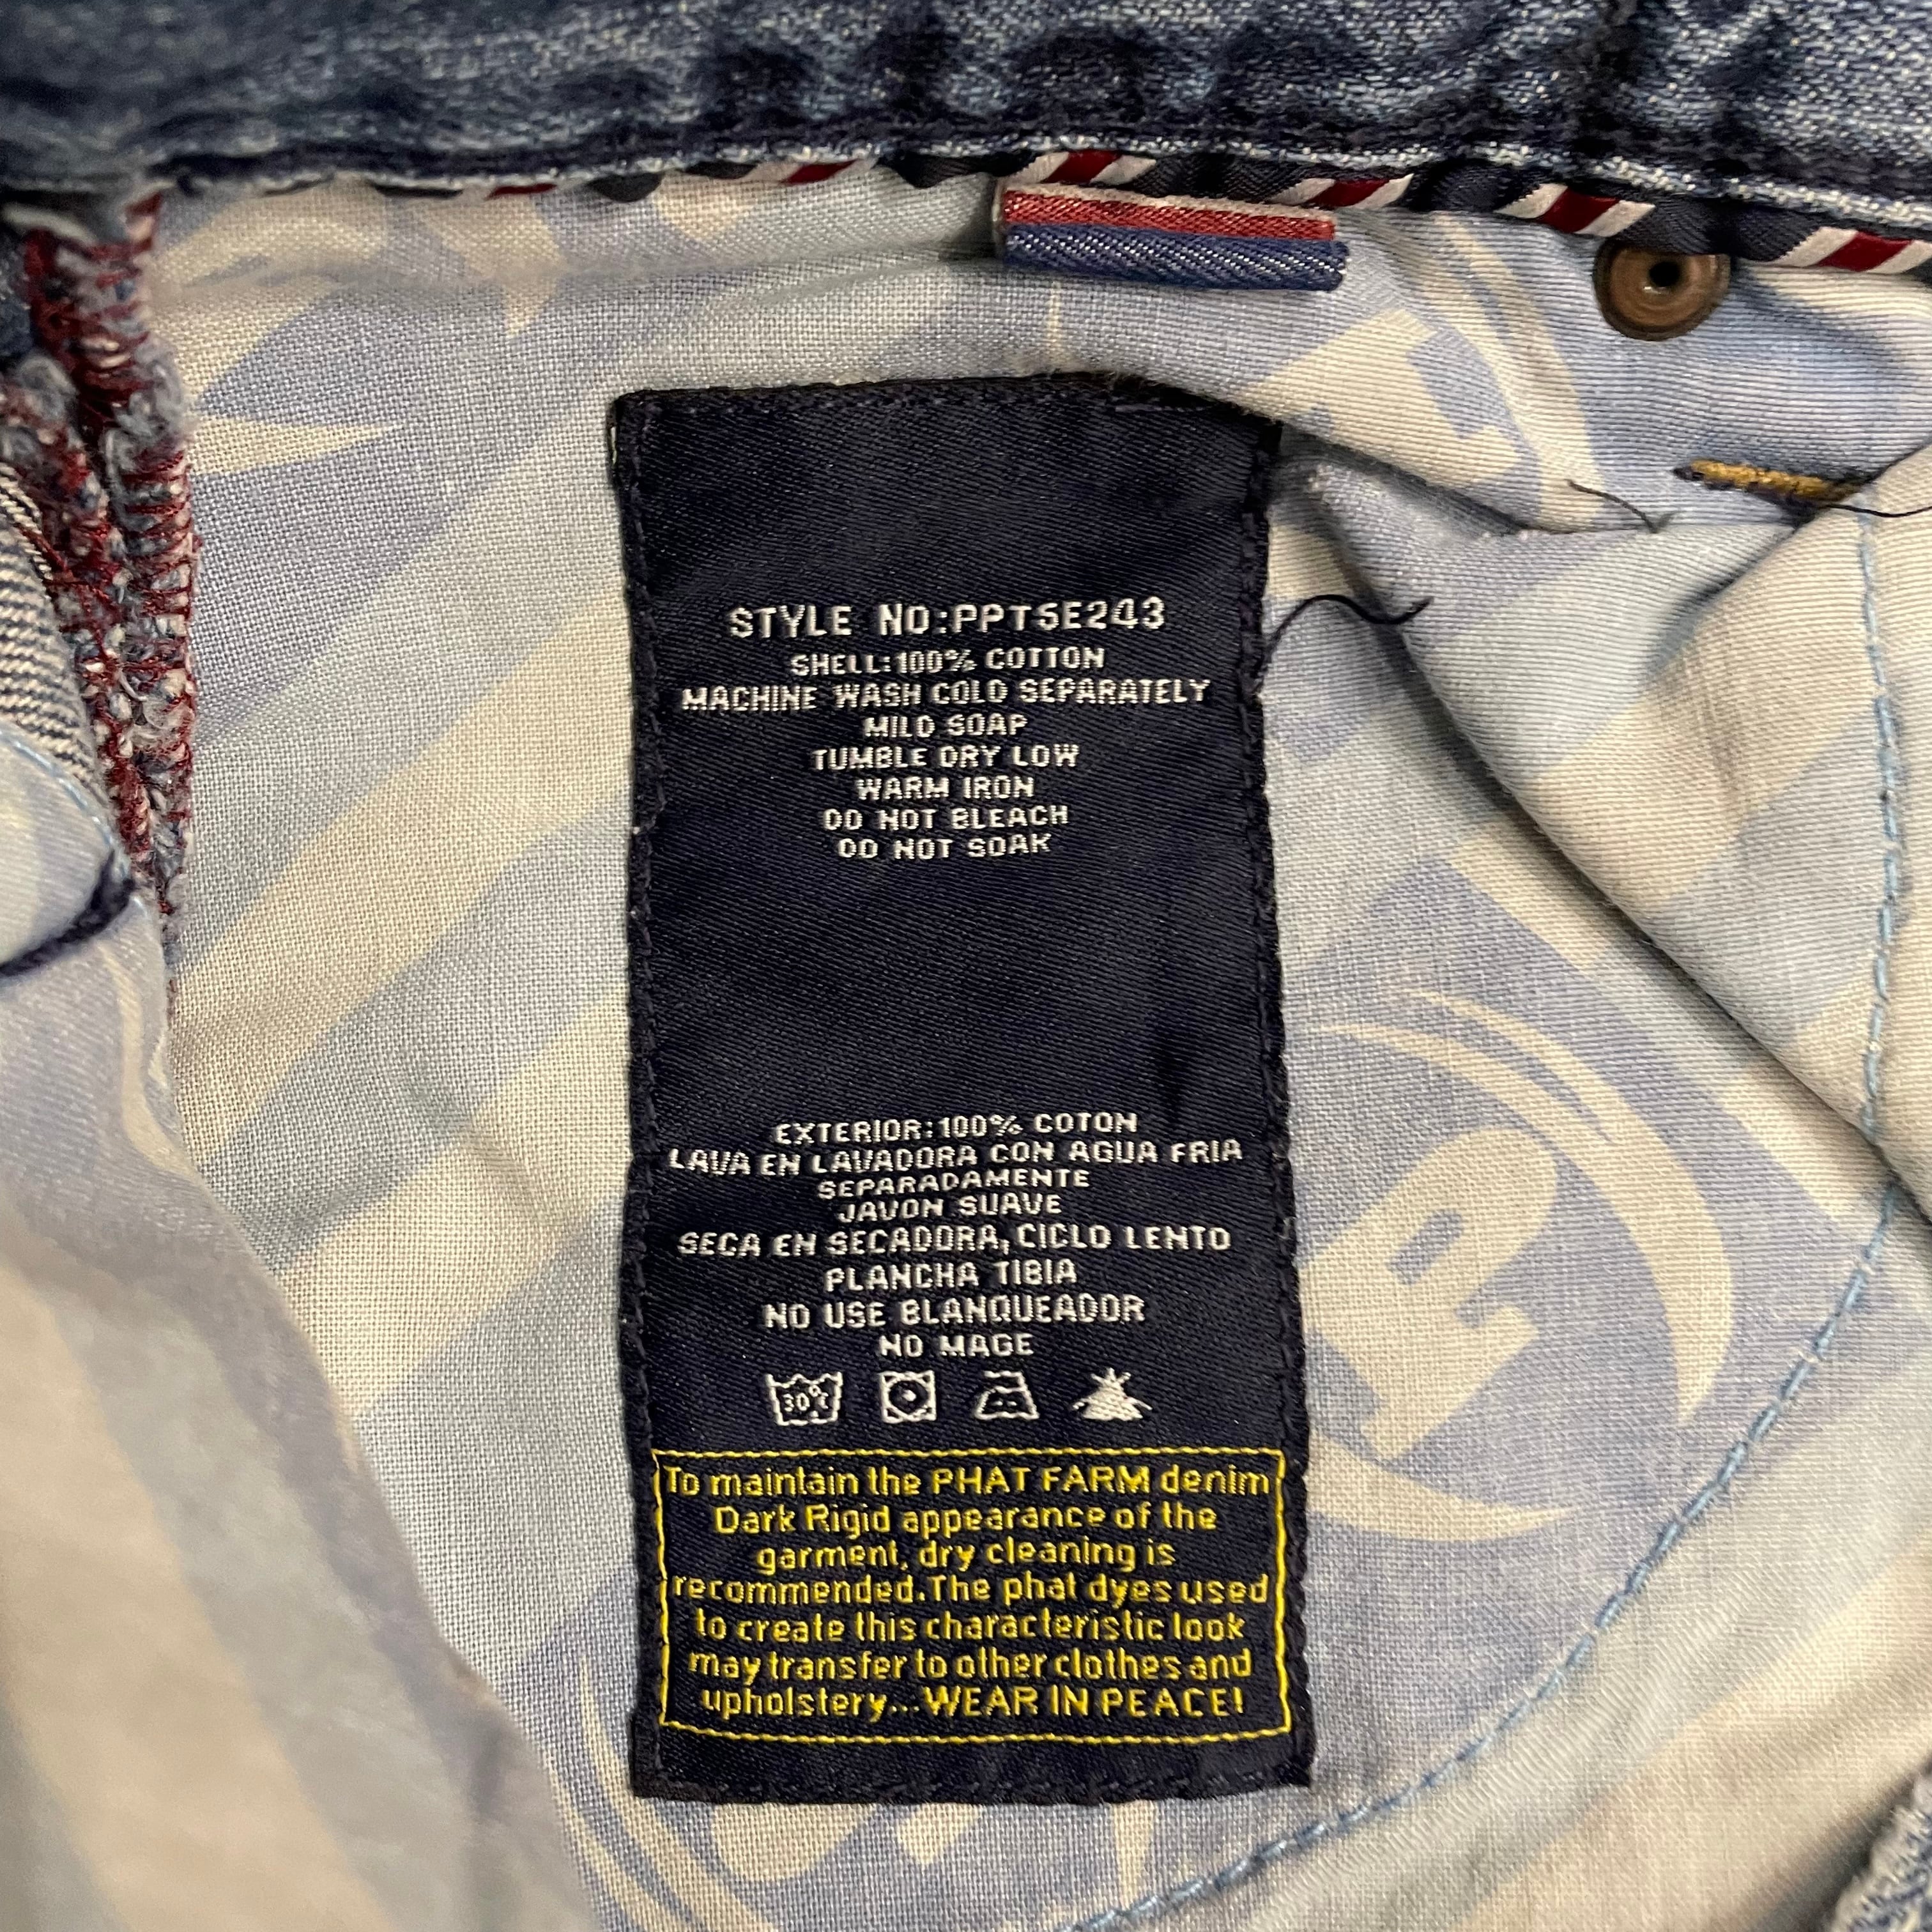 STYLE NO:PPTSE243
SHELL:100% COTTON
MACHINE WASH COLD SEPARATELY
MILD SOAP
TUMBLE DRY LOW
WARM IRON
DO NOT BLEACH
DO NOT SOAK
EXTERIOR:100% COTON
LAVA EN LAVADORA CON AGUA FRIA
SEPARADAMENTE
JAVON SUAVE
SECA EN SECADORA, CICLO LENTO
PLANCHA TIBIA
NO USE BLANQUEADOR
NO MAGE
30°C
To maintain the PHAT FARM denim
Dark Rigid appearance of the
garment, dry cleaning is
recommended. The phat dyes used
to create this characteristic look
may transfer to other clothes and
upholstery...WEAR IN PEACE!